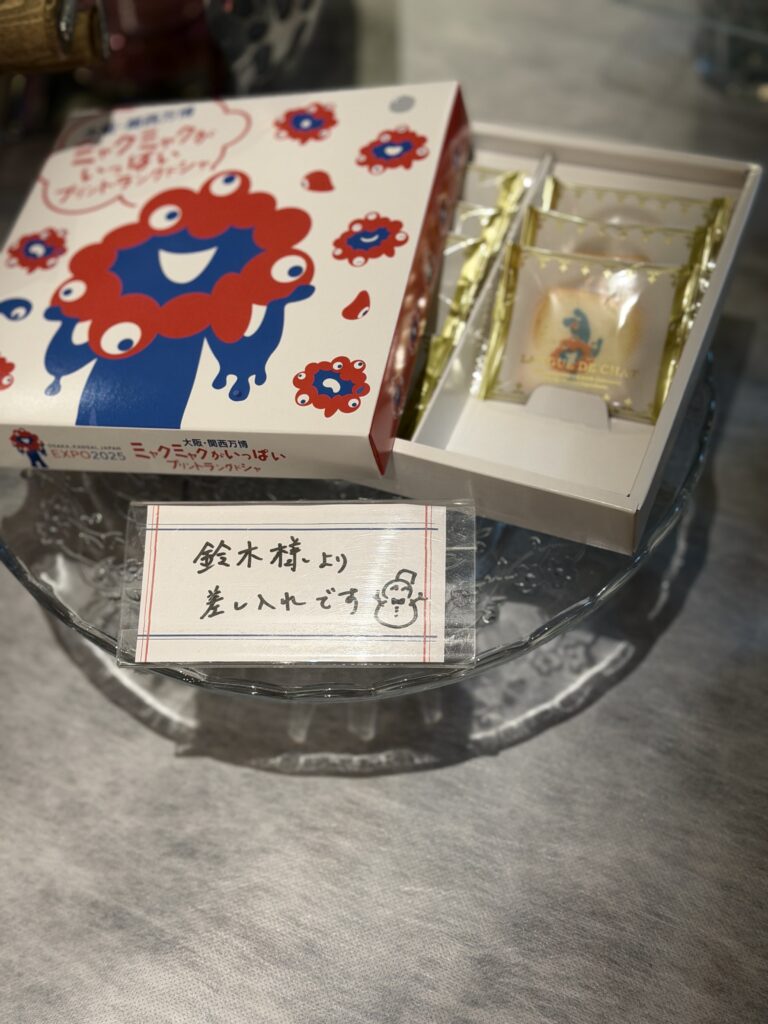 大阪・関西万博
ミャクミャクが
いっぱい
プリントラングドシャ
OSAKA, KANSAI, JAPAN
EXPO2025
大阪・関西万博
ミャクミャクがいっぱい
プリントラングドシャ
LANGUE DE CHAT
鈴木様より
差し入れです